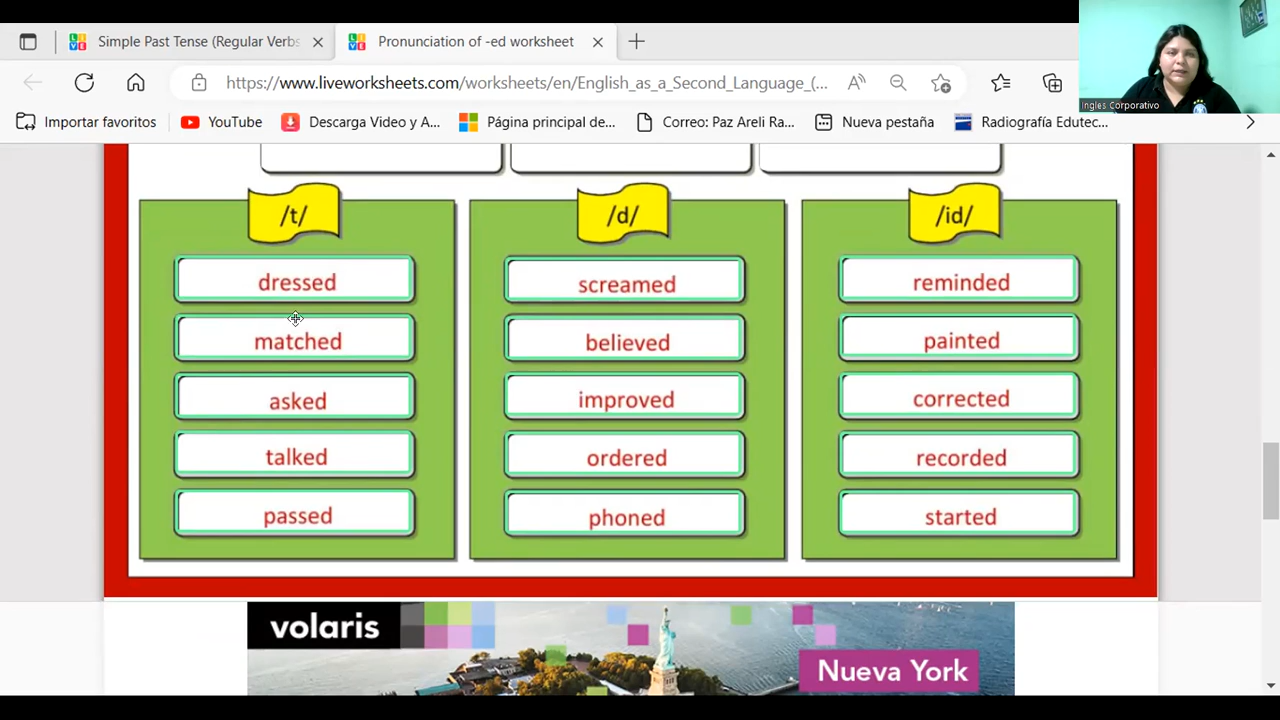 Simple Past Tense (Regular Verbs
Pronunciation of -ed worksheet
https://www.liveworksheets.com/worksheets/en/English_as_a_Second_Language_(...
Ingles Corporativo
Importar favoritos
YouTube
Descarga Video y A...
Página principal de...
Correo: Paz Areli Ra...
Nueva pestaña
Radiografía Edutec...
/t/
/d/
/id/
dressed
screamed
reminded
matched
believed
painted
asked
improved
corrected
talked
ordered
recorded
passed
phoned
started
volaris
Nueva York